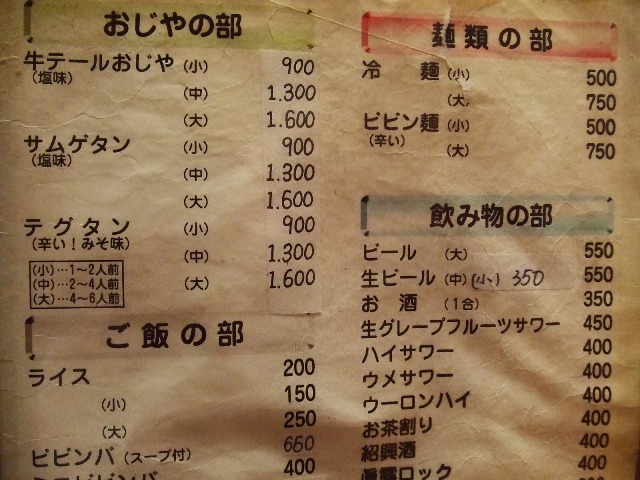 おじやの部
牛テールおじや (小) 900
(塩味)
(中) 1.300
(大) 1.600
サムゲタン (小) 900
(塩味)
(中) 1.300
(大) 1.600
テグタン (小) 900
(辛い！みそ味)
(中) 1.300
(大) 1.600
(小)…1〜2人前
(中)…2〜4人前
(大)…4〜6人前
ご飯の部
ライス 200
(小) 150
(大) 250
ビビンバ (スープ付) 660
400
麺類の部
冷麺 (小) 500
(大) 750
ビビン麺 (小) 500
(辛い)
(大) 750
飲み物の部
ビール (大) 550
生ビール (中) (小) 350 550
お酒 (1合) 350
生グレープフルーツサワー 450
ハイサワー 400
ウメサワー 400
ウーロンハイ 400
お茶割り 400
紹興酒 400
眞露ロック